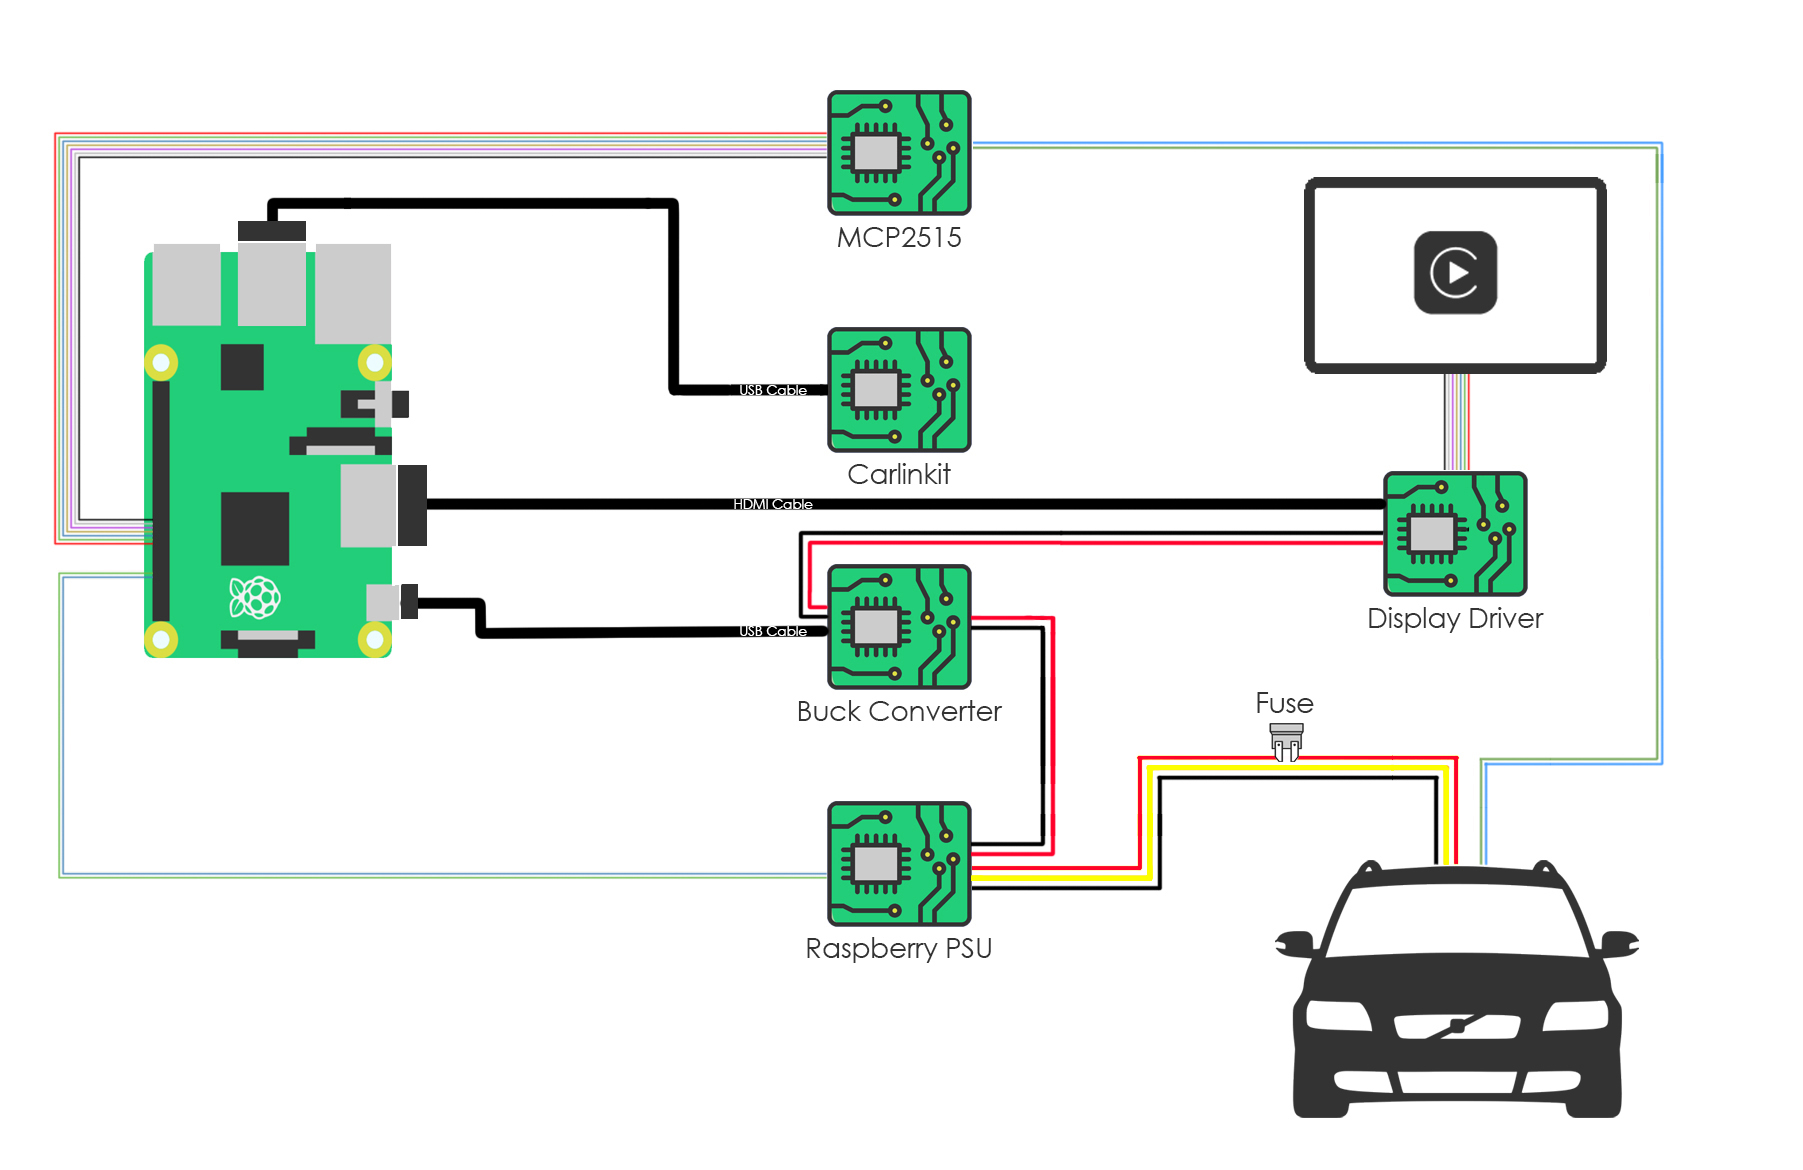 MCP2515
USB Cable
Carlinkit
HDMI Cable
Display Driver
USB Cable
Buck Converter
Fuse
Raspberry PSU